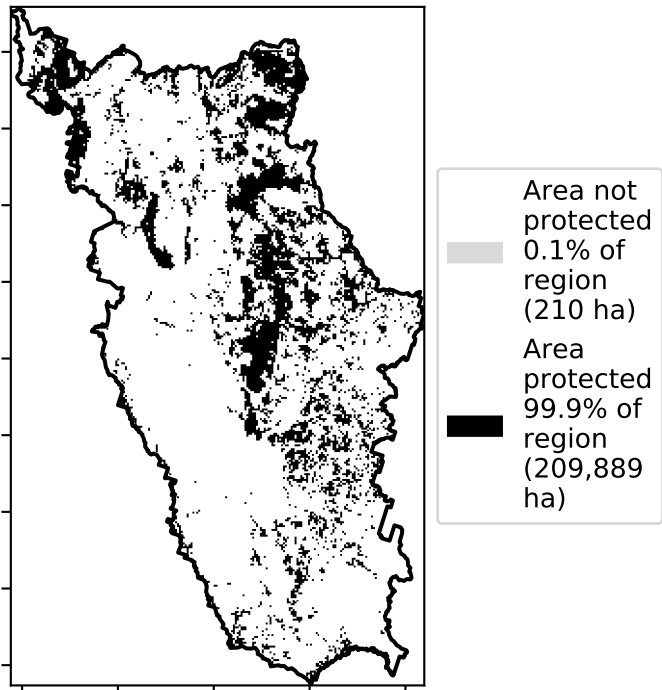 Area not
protected
0.1% of
region
(210 ha)
Area
protected
99.9% of
region
(209,889
ha)